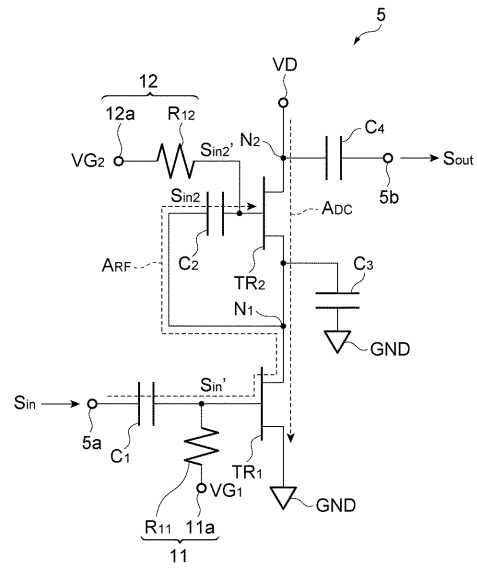 5
VD
12
12a
R12
C4
N2
VG2
Sin2'
Sout
5b
Sin2
ADC
C2
ARF
TR2
C3
N1
GND
Sin'
Sin
5a
C1
TR1
VG1
GND
R11
11a
11